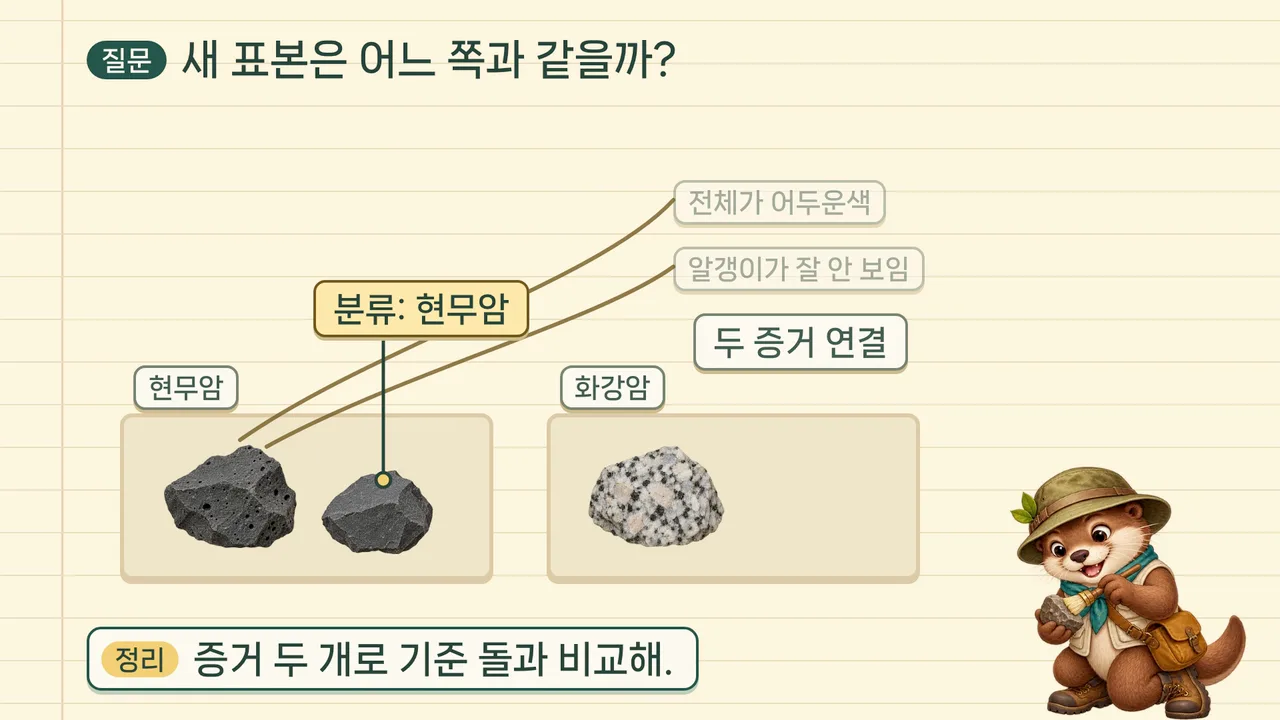 질문 새 표본은 어느 쪽과 같을까?
전체가 어두운색
알갱이가 잘 안 보임
분류: 현무암
두 증거 연결
현무암
화강암
정리 증거 두 개로 기준 돌과 비교해.